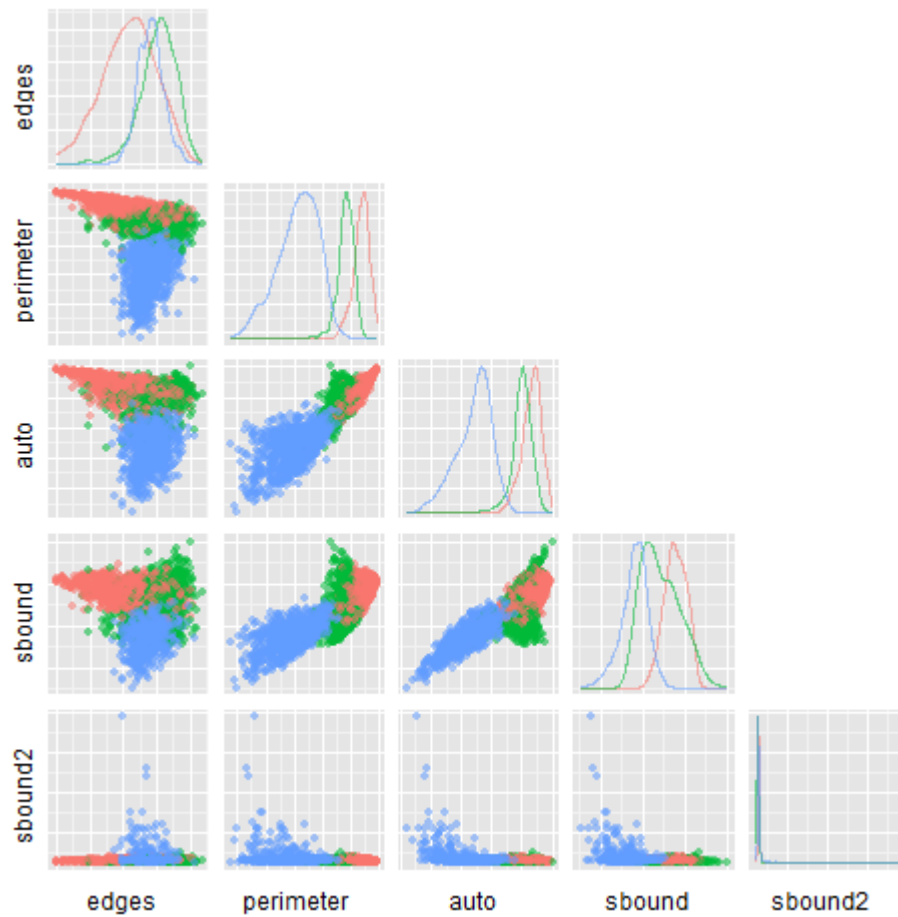 edges
perimeter
auto
sbound
sbound2
edges perimeter auto sbound sbound2